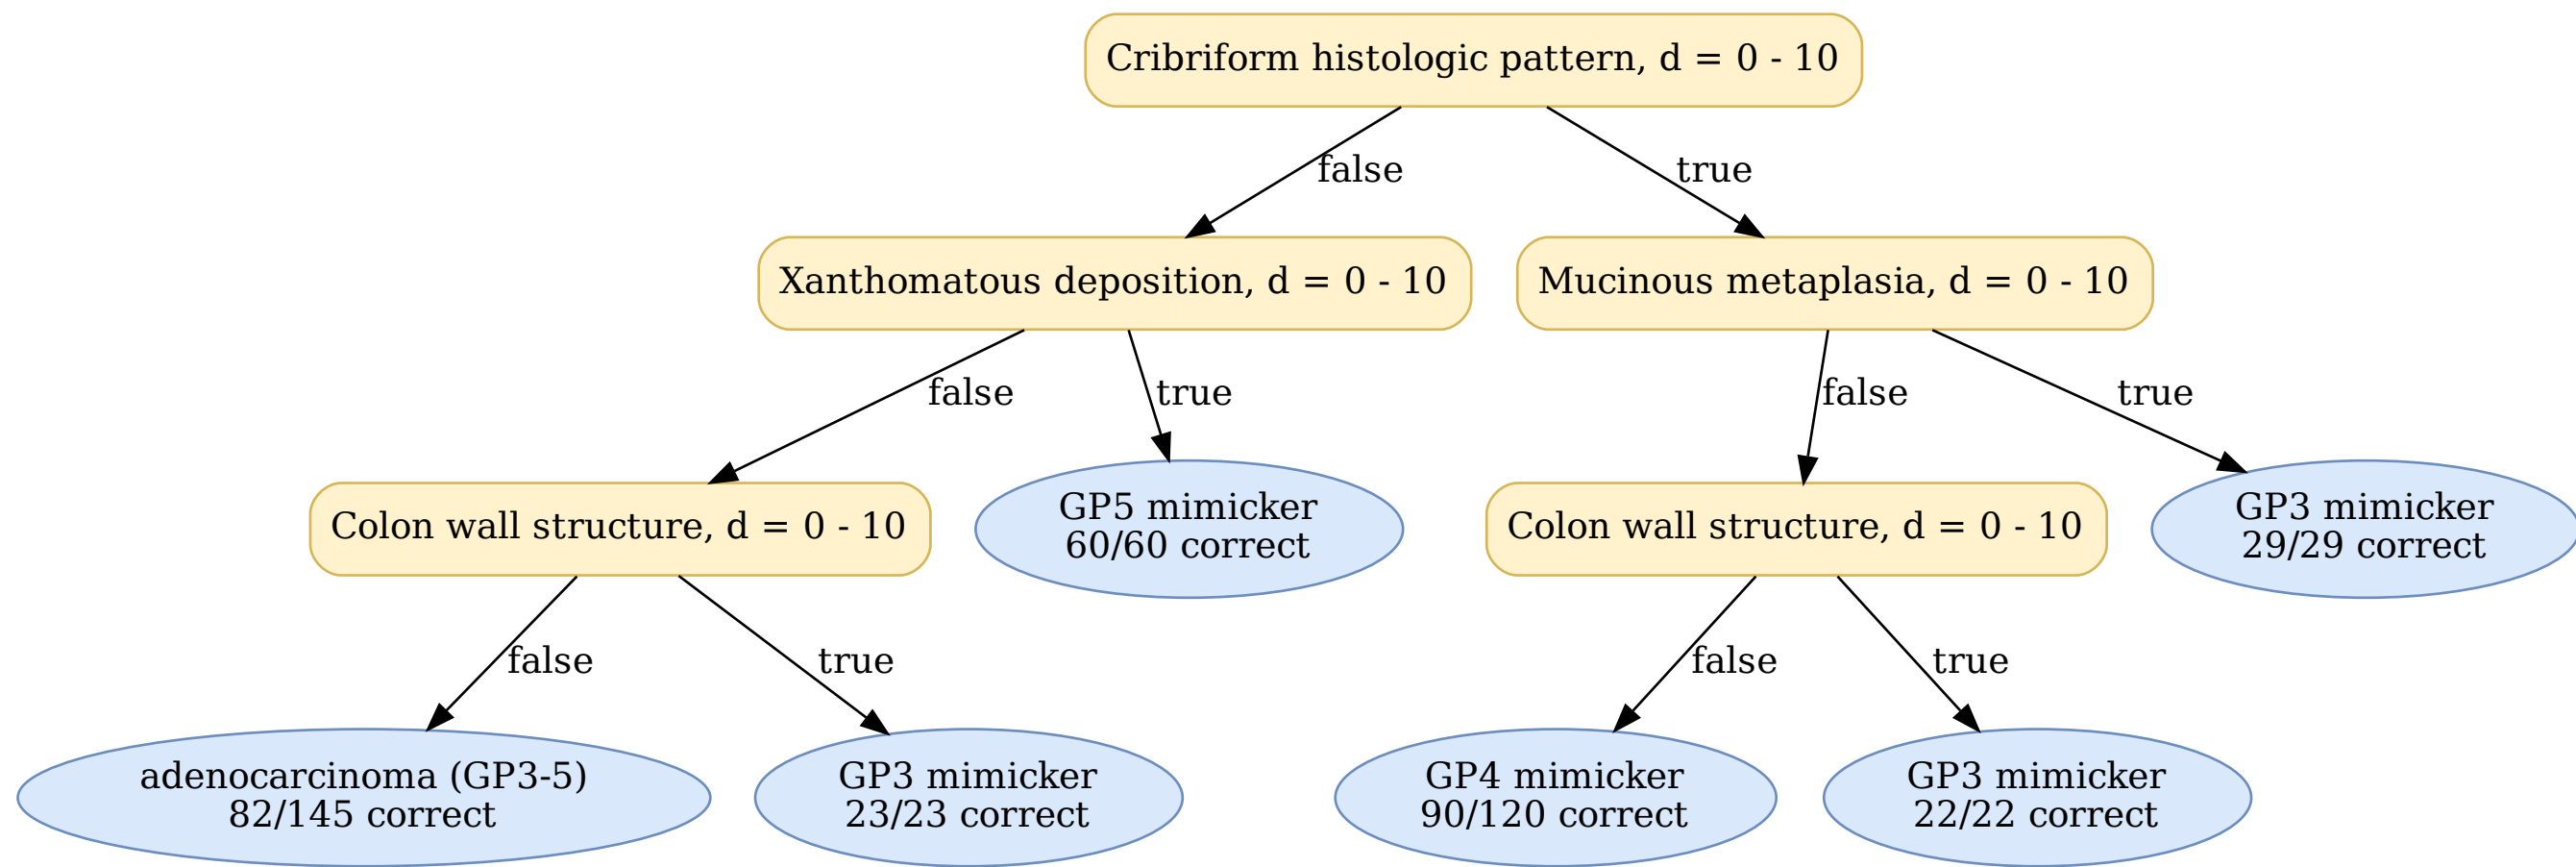 Cribriform histologic pattern, d = 0 - 10
false
true
Xanthomatous deposition, d = 0 - 10
Mucinous metaplasia, d = 0 - 10
false
true
false
true
Colon wall structure, d = 0 - 10
GP5 mimicker
60/60 correct
Colon wall structure, d = 0 - 10
GP3 mimicker
29/29 correct
false
true
false
true
adenocarcinoma (GP3-5)
82/145 correct
GP3 mimicker
23/23 correct
GP4 mimicker
90/120 correct
GP3 mimicker
22/22 correct